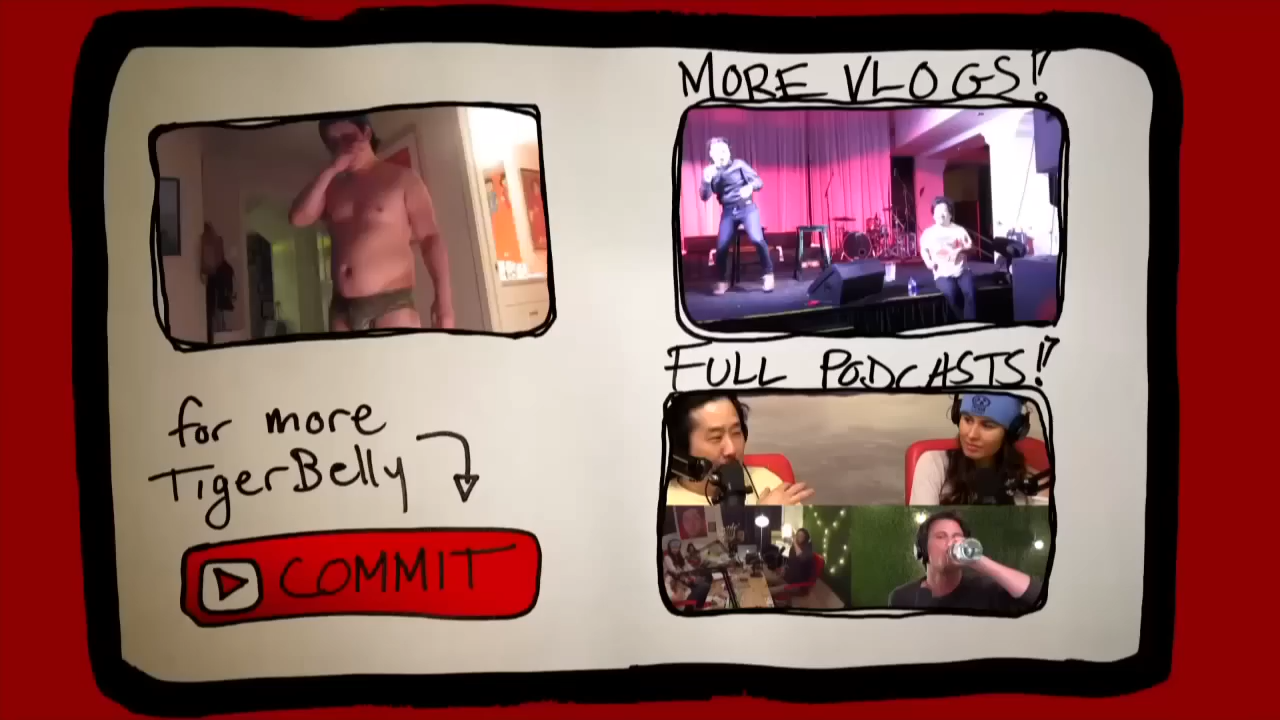 MORE VLOGS!
FULL PODCASTS!
for more
TigerBelly
COMMIT